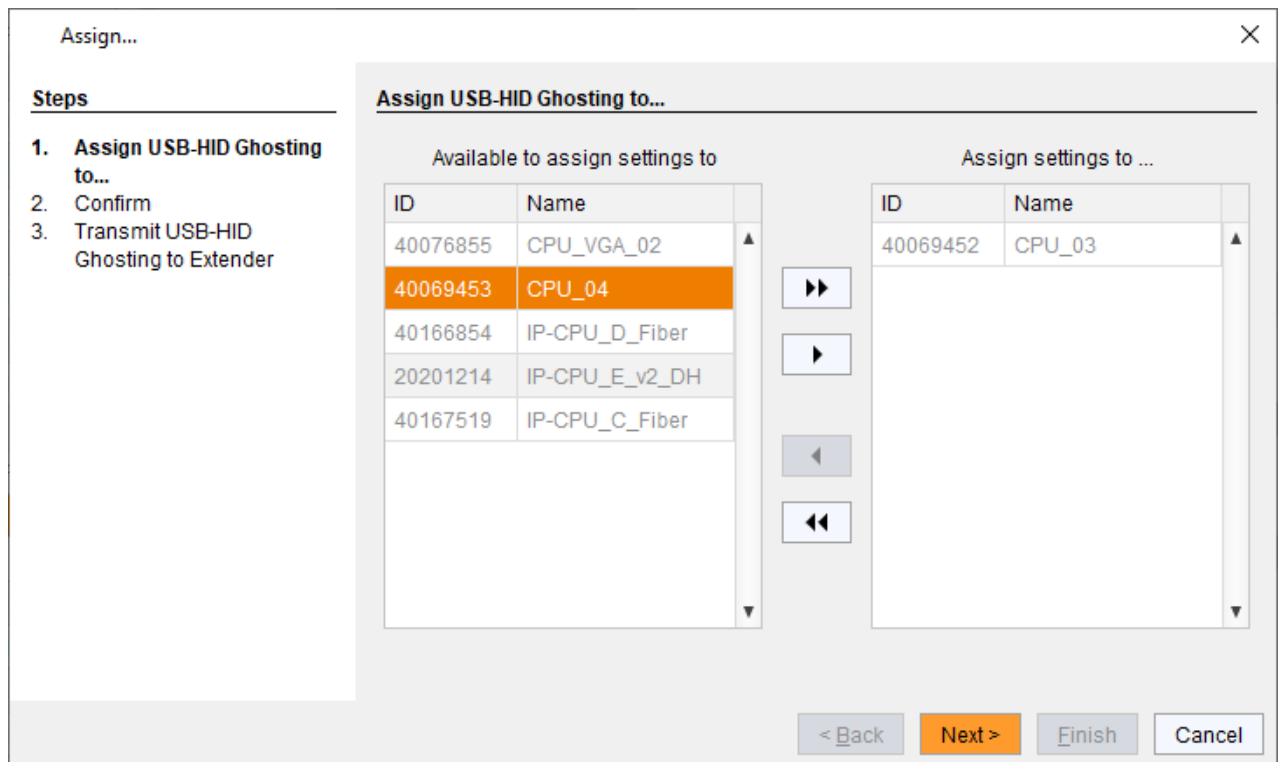 Assign...
Steps
1. Assign USB-HID Ghosting
to...
2. Confirm
3. Transmit USB-HID
Ghosting to Extender
Assign USB-HID Ghosting to...
Available to assign settings to
ID Name
40076855 CPU_VGA_02
40069453 CPU_04
40166854 IP-CPU_D_Fiber
20201214 IP-CPU_E_v2_DH
40167519 IP-CPU_C_Fiber
Assign settings to ...
ID Name
40069452 CPU_03
< Back Next > Finish Cancel